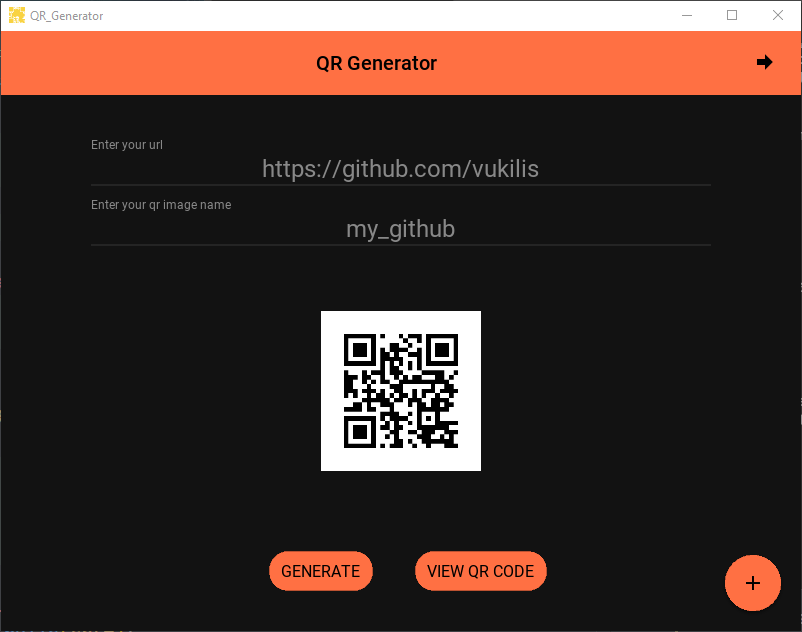 QR_Generator
QR Generator
Enter your url
https://github.com/vukilis
Enter your qr image name
my_github
GENERATE
VIEW QR CODE